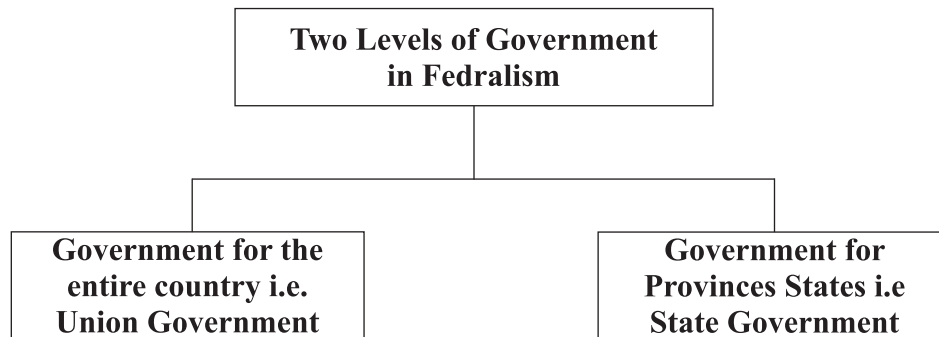 Two Levels of Government
in Fedralism
Government for the
entire country i.e.
Union Government
Government for
Provinces States i.e
State Government